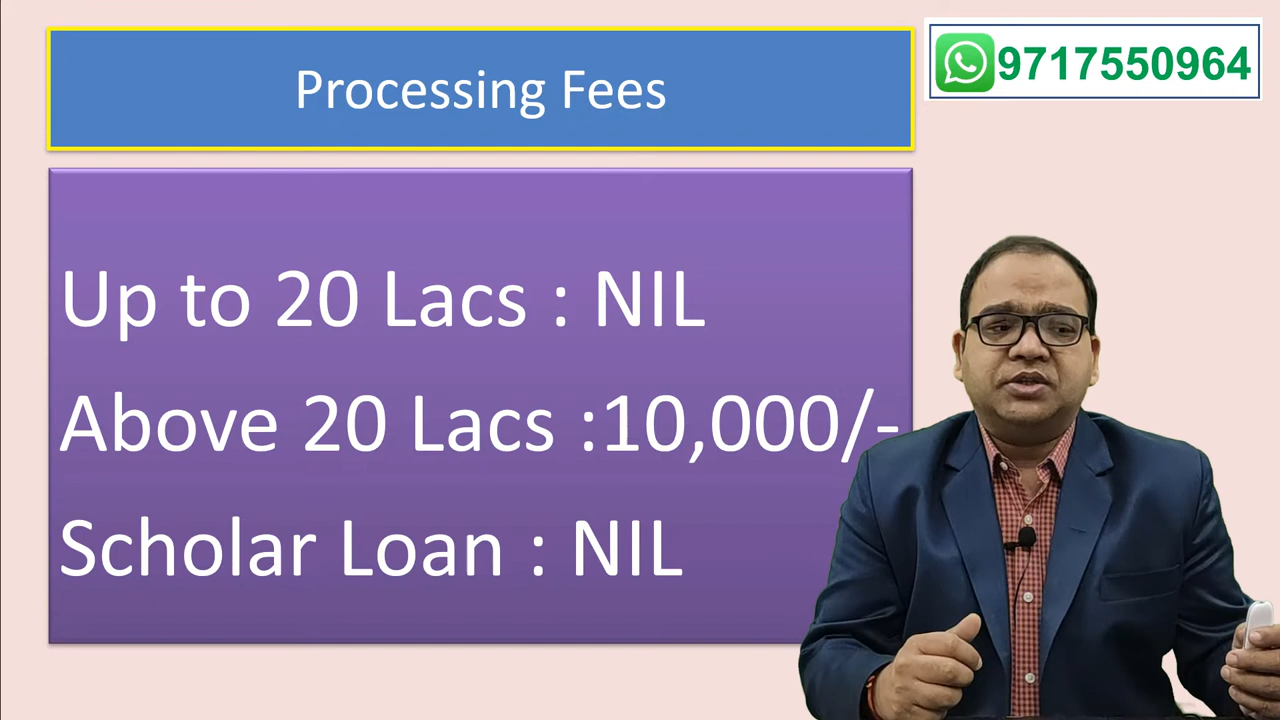 Processing Fees
9717550964
Up to 20 Lacs : NIL
Above 20 Lacs :10,000/-
Scholar Loan : NIL